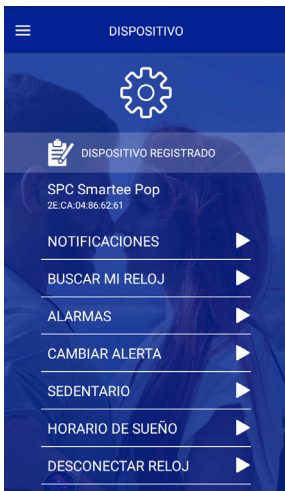 DISPOSITIVO
DISPOSITIVO REGISTRADO
SPC Smartee Pop
2E:CA:04:86:62:61
NOTIFICACIONES
BUSCAR MI RELOJ
ALARMAS
CAMBIAR ALERTA
SEDENTARIO
HORARIO DE SUEÑO
DESCONECTAR RELOJ